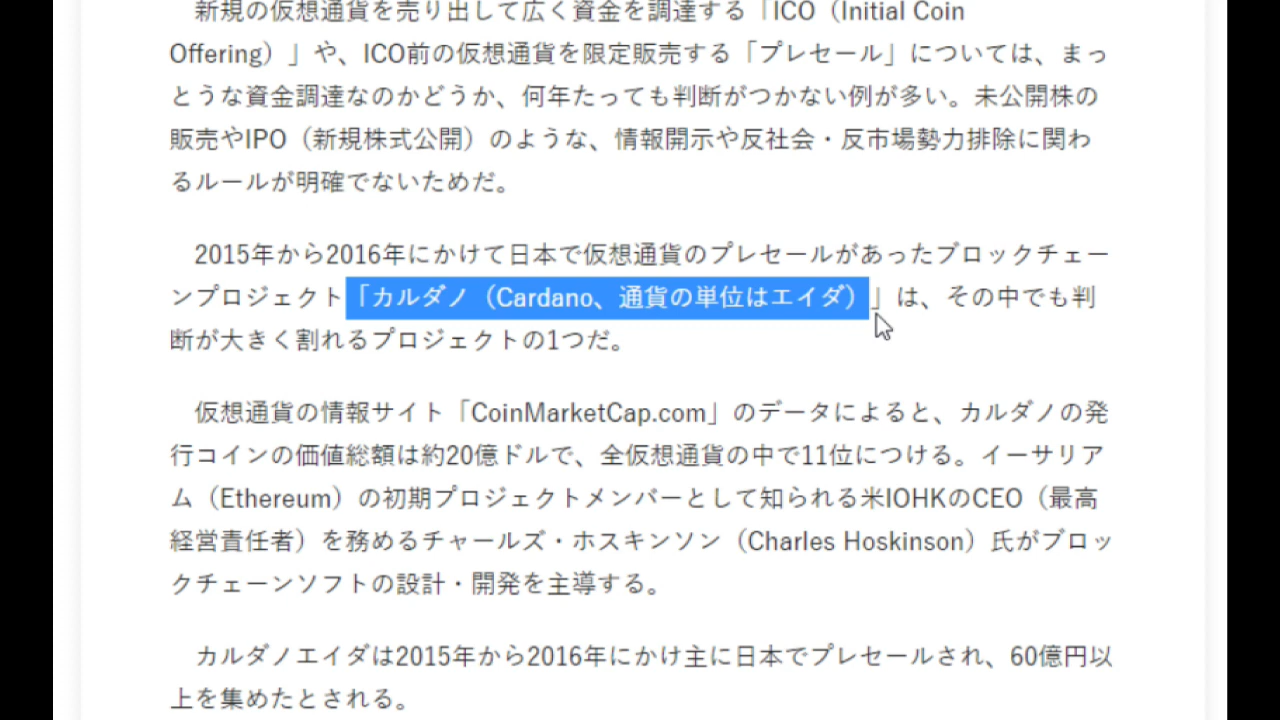 新規の仮想通貨を売り出して広く資金を調達する「ICO（Initial Coin
Offering）」や、ICO前の仮想通貨を限定販売する「プレセール」については、まっ
とうな資金調達なのかどうか、何年たっても判断がつかない例が多い。未公開株の
販売やIPO（新規株式公開）のような、情報開示や反社会・反市場勢力排除に関わ
るルールが明確でないためだ。
2015年から2016年にかけて日本で仮想通貨のプレセールがあったブロックチェー
ンプロジェクト「カルダノ（Cardano、通貨の単位はエイダ）」は、その中でも判
断が大きく割れるプロジェクトの1つだ。
仮想通貨の情報サイト「CoinMarketCap.com」のデータによると、カルダノの発
行コインの価値総額は約20億ドルで、全仮想通貨の中で11位につける。イーサリア
ム（Ethereum）の初期プロジェクトメンバーとして知られる米IOHKのCEO（最高
経営責任者）を務めるチャールズ・ホスキンソン（Charles Hoskinson）氏がブロッ
クチェーンソフトの設計・開発を主導する。
カルダノエイダは2015年から2016年にかけ主に日本でプレセールされ、60億円以
上を集めたとされる。